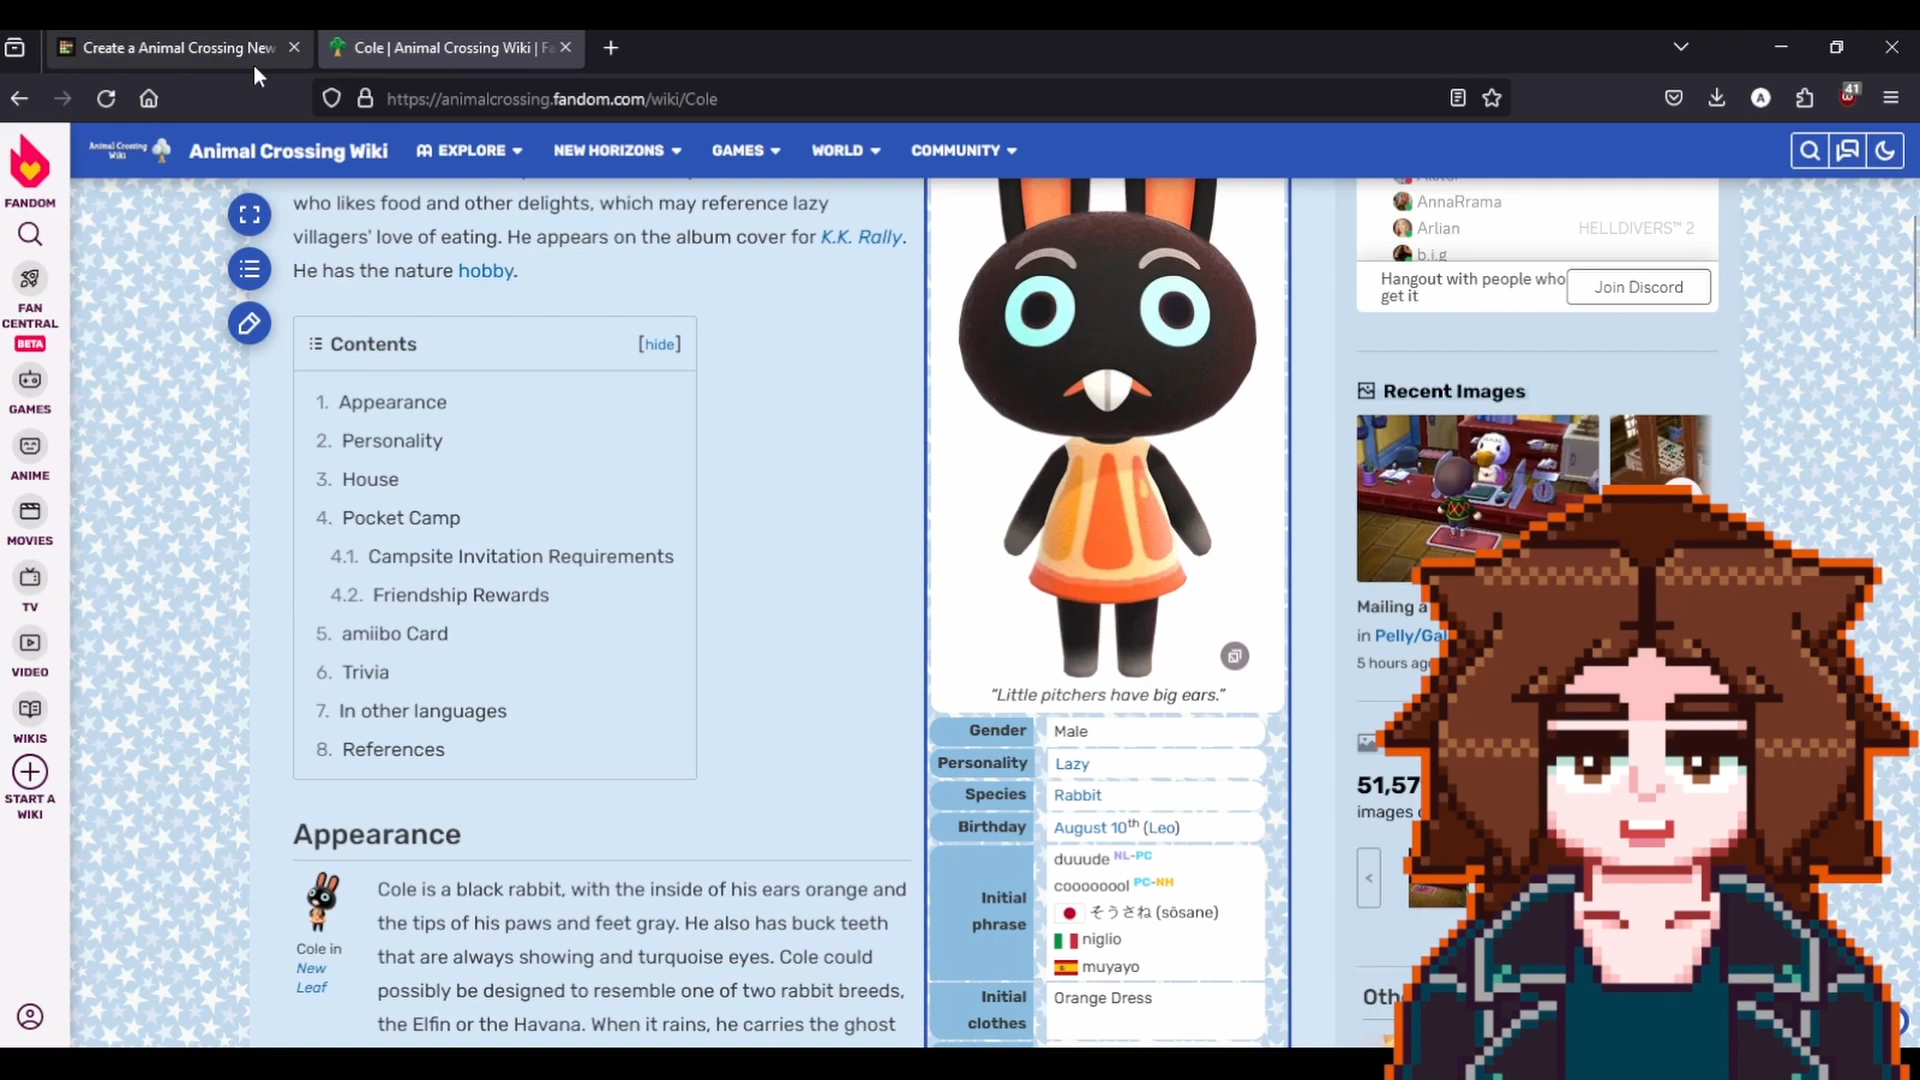 Create a Animal Crossing New
Cole | Animal Crossing Wiki | Fa
https://animalcrossing.fandom.com/wiki/Cole
41
FANDOM
FAN
CENTRAL
BETA
GAMES
ANIME
MOVIES
TV
VIDEO
WIKIS
START A
WIKI
Animal Crossing
Wiki
Animal Crossing Wiki
EXPLORE
NEW HORIZONS
GAMES
WORLD
COMMUNITY
who likes food and other delights, which may reference lazy
villagers' love of eating. He appears on the album cover for K.K. Rally.
He has the nature hobby.
Contents [hide]
1. Appearance
2. Personality
3. House
4. Pocket Camp
4.1. Campsite Invitation Requirements
4.2. Friendship Rewards
5. amiibo Card
6. Trivia
7. In other languages
8. References
Appearance
Cole in
New
Leaf
Cole is a black rabbit, with the inside of his ears orange and
the tips of his paws and feet gray. He also has buck teeth
that are always showing and turquoise eyes. Cole could
possibly be designed to resemble one of two rabbit breeds,
the Elfin or the Havana. When it rains, he carries the ghost
"Little pitchers have big ears."
Gender Male
Personality Lazy
Species Rabbit
Birthday August 10th (Leo)
Initial
phrase
duuude NL-PC
coooooool PC-NH
そうさね (sōsane)
niglio
muyayo
Initial
clothes
Orange Dress
AnnaRrama
Arlian HELLDIVERS™ 2
b.i.g
Hangout with people who
get it
Join Discord
Recent Images
Mailing a
in Pelly/Gal
5 hours ag
51,57
images
<
Oth